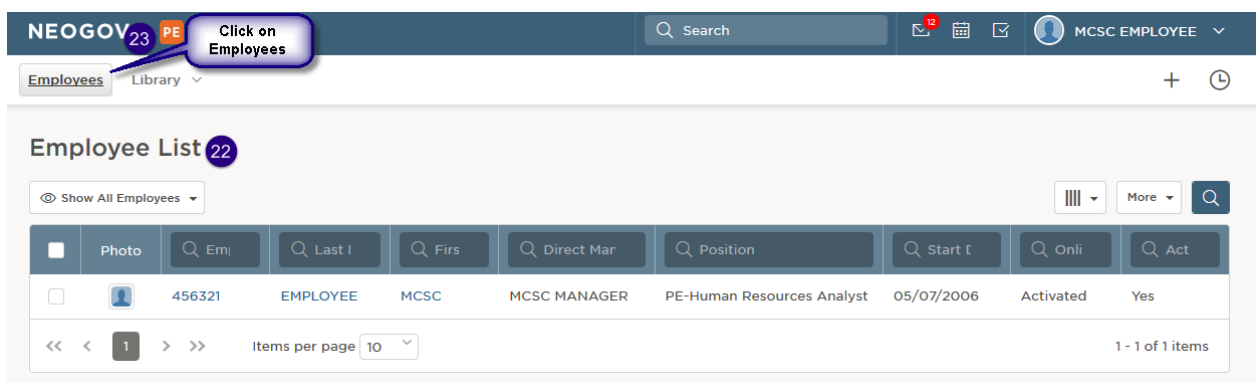 NEOGOV 23 PE Click on Employees Search 12 MCSC EMPLOYEE
Employees Library
Employee List 22
Show All Employees More
Photo Em Last Firs Direct Mar Position Start Onli Act
456321 EMPLOYEE MCSC MCSC MANAGER PE-Human Resources Analyst 05/07/2006 Activated Yes
<< < 1 > >> Items per page 10 1 - 1 of 1 items